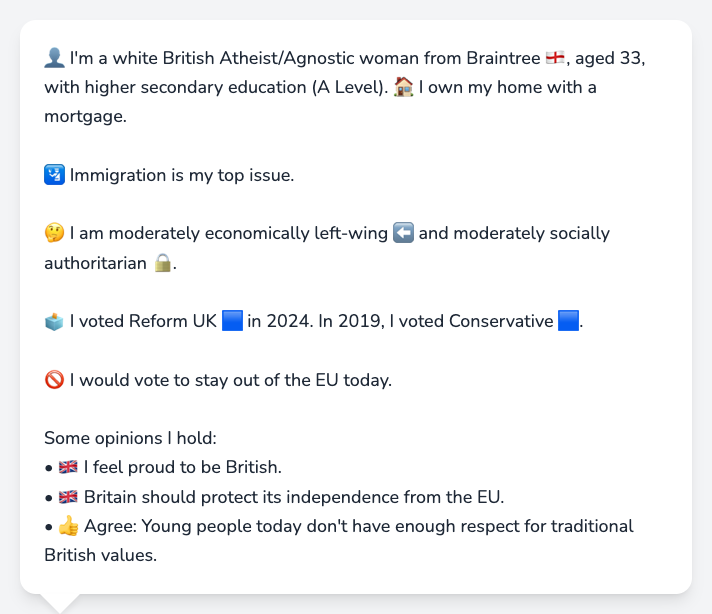 👤 I'm a white British Atheist/Agnostic woman from Braintree 🏴󠁧󠁢󠁥󠁮󠁧󠁿, aged 33,
with higher secondary education (A Level). 🏠 I own my home with a
mortgage.
🛂 Immigration is my top issue.
🤔 I am moderately economically left-wing ⬅️ and moderately socially
authoritarian 🔒.
🗳️ I voted Reform UK 🟦 in 2024. In 2019, I voted Conservative 🟦.
🚫 I would vote to stay out of the EU today.
Some opinions I hold:
• 🇬🇧 I feel proud to be British.
• 🇬🇧 Britain should protect its independence from the EU.
• 👍 Agree: Young people today don't have enough respect for traditional
British values.